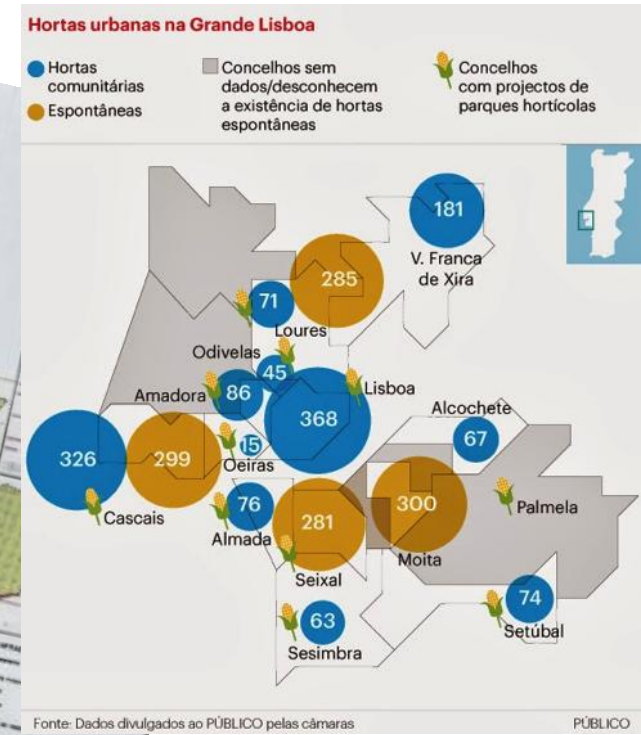 Hortas urbanas na Grande Lisboa
Hortas
comunitárias
Espontâneas
Concelhos sem
dados/desconhecem
a existência de hortas
espontâneas
Concelhos
com projectos de
parques hortícolas
181
V. Franca
de Xira
285
71
Loures
Odivelas
45
Amadora
86
Lisboa
368
Alcochete
67
326
299
15
Oeiras
Cascais
76
Almada
281
Seixal
300
Moita
Palmela
63
Sesimbra
74
Setúbal
Fonte: Dados divulgados ao PÚBLICO pelas câmaras
PÚBLICO